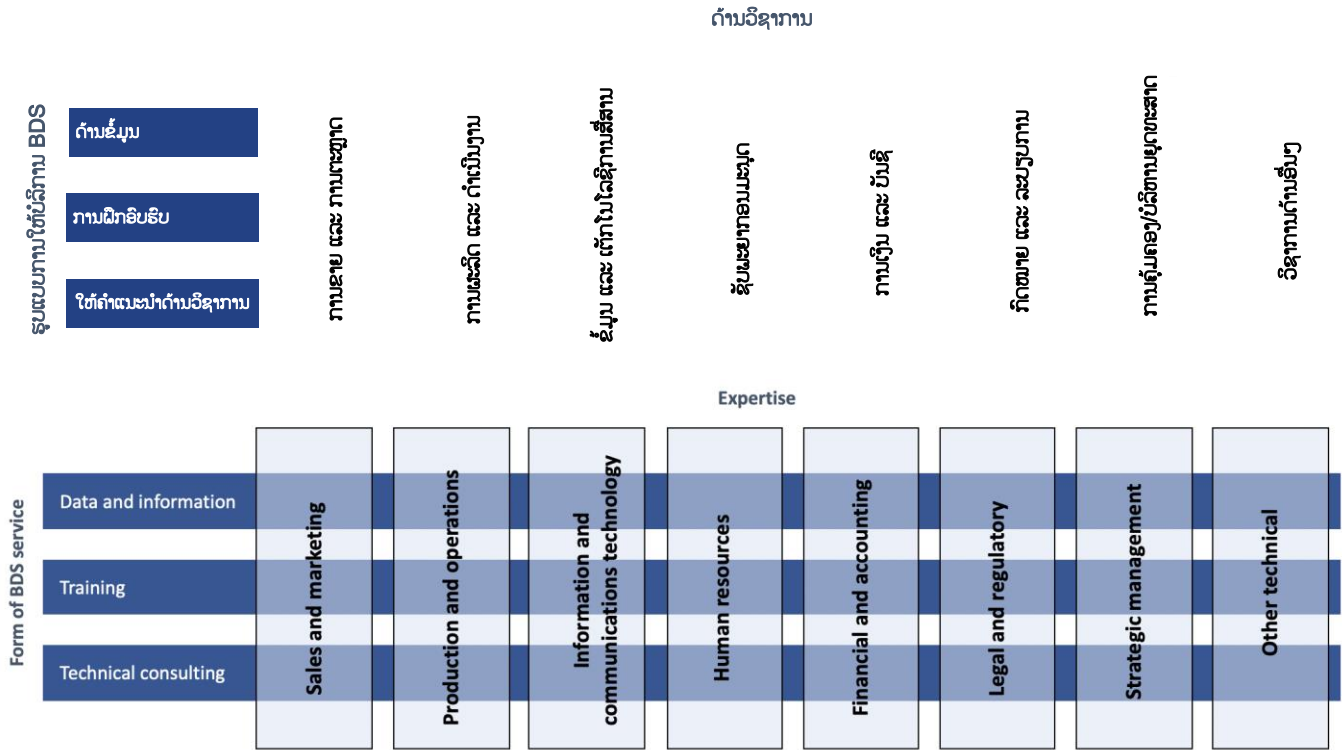 ດ້ານວິຊາການ
ຮູບແບບການໃຫ້ບໍລິການ BDS
ດ້ານຂໍ້ມູນ
ການຝຶກອົບຮົບ
ໃຫ້ຄຳແນະນຳດ້ານວິຊາການ
ການຂາຍ ແລະ ການຕະຫຼາດ
ການຜະລິດ ແລະ ດຳເນີນງານ
ຂໍ້ມູນ ແລະ ເຕັກໂນໂລຊີການສື່ສານ
ຊັບພະຍາກອນມະນຸດ
ການເງິນ ແລະ ບັນຊີ
ກົດໝາຍ ແລະ ລະບຽບການ
ການຄຸ້ມຄອງ/ບໍລິຫານຍຸດທະສາດ
ວິຊາການດ້ານອື່ນໆ
Expertise
Form of BDS service
Data and information
Training
Technical consulting
Sales and marketing
Production and operations
Information and
communications technology
Human resources
Financial and accounting
Legal and regulatory
Strategic management
Other technical